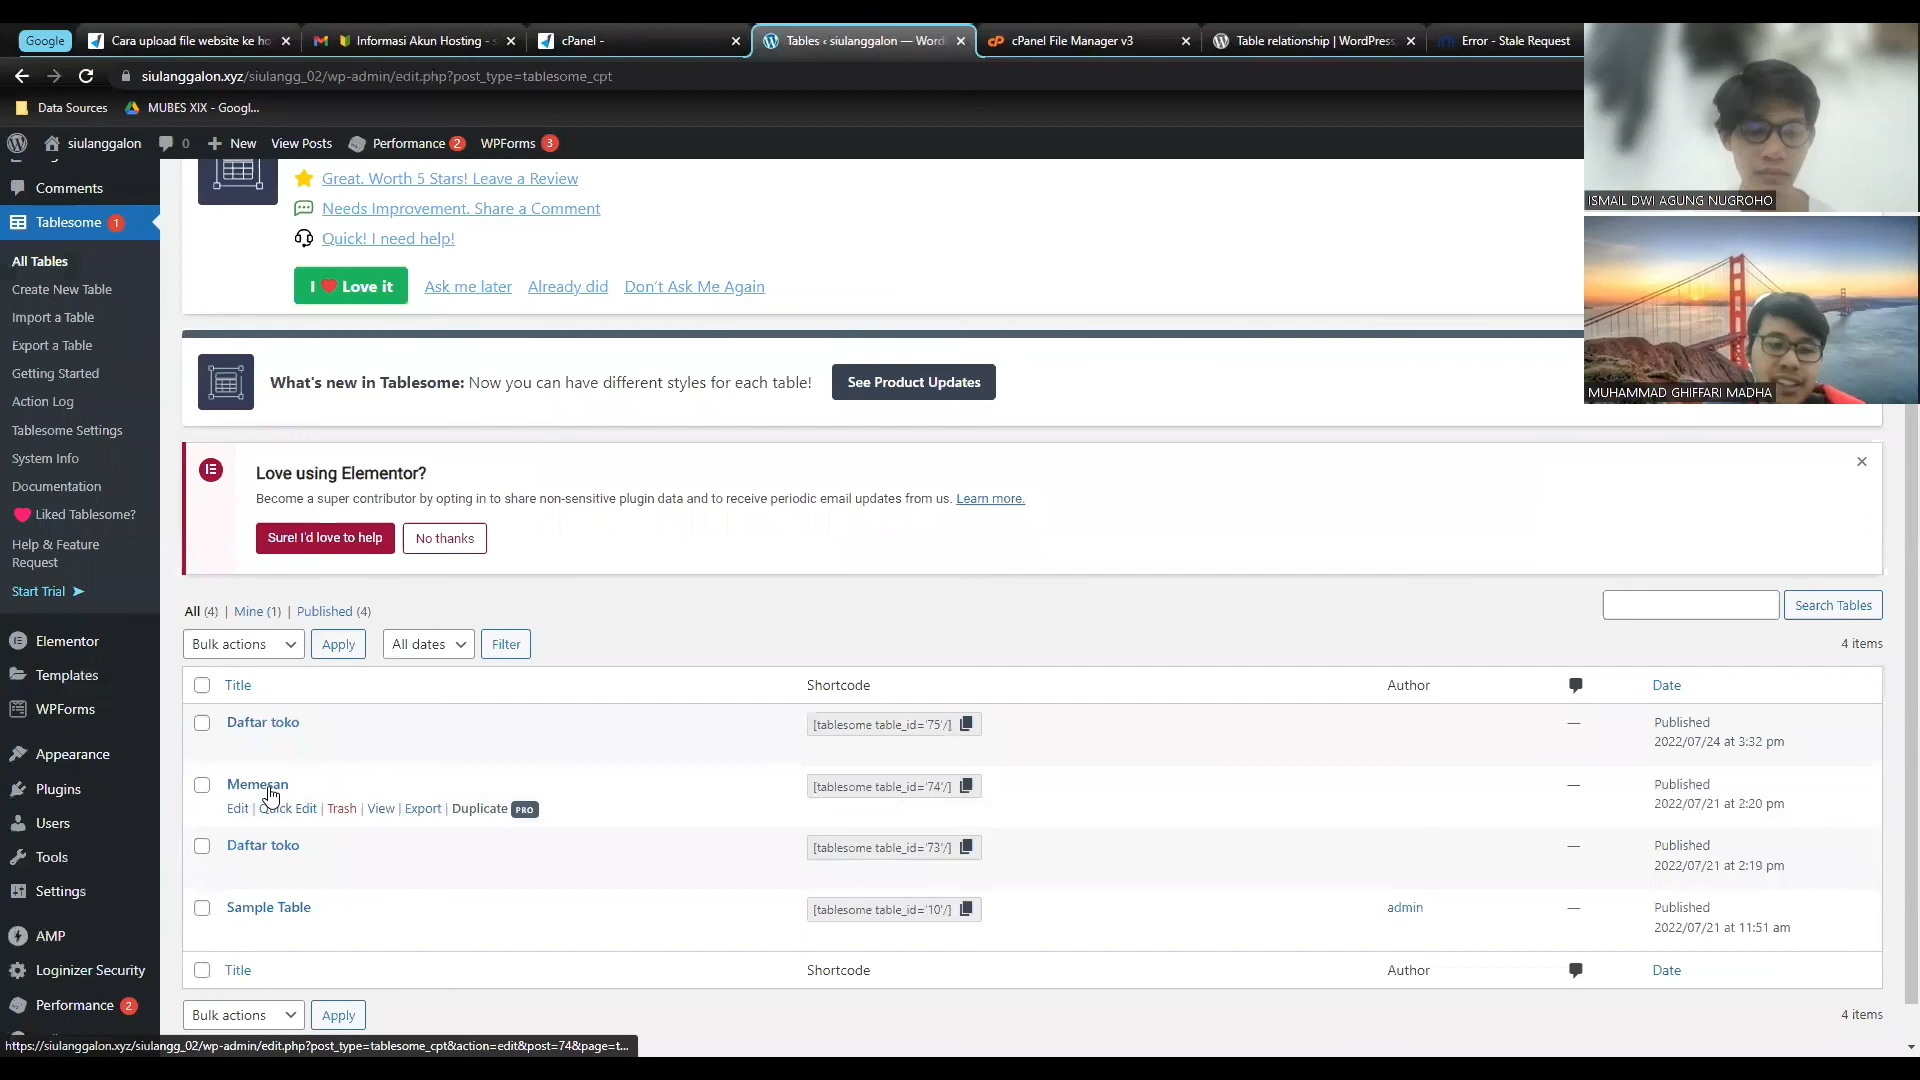 Google
Cara upload file website ke ho
Informasi Akun Hosting - s
cPanel -
Tables ‹ siulanggalon — Word
cPanel File Manager v3
Table relationship | WordPress
Error - Stale Request
siulanggalon.xyz/siulangg_02/wp-admin/edit.php?post_type=tablesome_cpt
Data Sources
MUBES XIX - Googl...
siulanggalon
0
New
View Posts
Performance 2
WPForms 3
Comments
Tablesome 1
All Tables
Create New Table
Import a Table
Export a Table
Getting Started
Action Log
Tablesome Settings
System Info
Documentation
Liked Tablesome?
Help & Feature
Request
Start Trial ➤
Elementor
Templates
WPForms
Appearance
Plugins
Users
Tools
Settings
AMP
Loginizer Security
Performance 2
Great. Worth 5 Stars! Leave a Review
Needs Improvement. Share a Comment
Quick! I need help!
I ❤ Love it
Ask me later
Already did
Don't Ask Me Again
What's new in Tablesome: Now you can have different styles for each table!
See Product Updates
Love using Elementor?
Become a super contributor by opting in to share non-sensitive plugin data and to receive periodic email updates from us. Learn more.
Sure! I'd love to help
No thanks
All (4) | Mine (1) | Published (4)
Search Tables
Bulk actions
Apply
All dates
Filter
4 items
Title Shortcode Author Date
Daftar toko [tablesome table_id='75'/] — Published
2022/07/24 at 3:32 pm
Memesan [tablesome table_id='74'/] — Published
Edit | Quick Edit | Trash | View | Export | Duplicate PRO 2022/07/21 at 2:20 pm
Daftar toko [tablesome table_id='73'/] — Published
2022/07/21 at 2:19 pm
Sample Table [tablesome table_id='10'/] admin — Published
2022/07/21 at 11:51 am
Title Shortcode Author Date
Bulk actions
Apply
4 items
https://siulanggalon.xyz/siulangg_02/wp-admin/edit.php?post_type=tablesome_cpt&action=edit&post=74&page=t...
ISMAIL DWI AGUNG NUGROHO
MUHAMMAD GHIFFARI MADHA